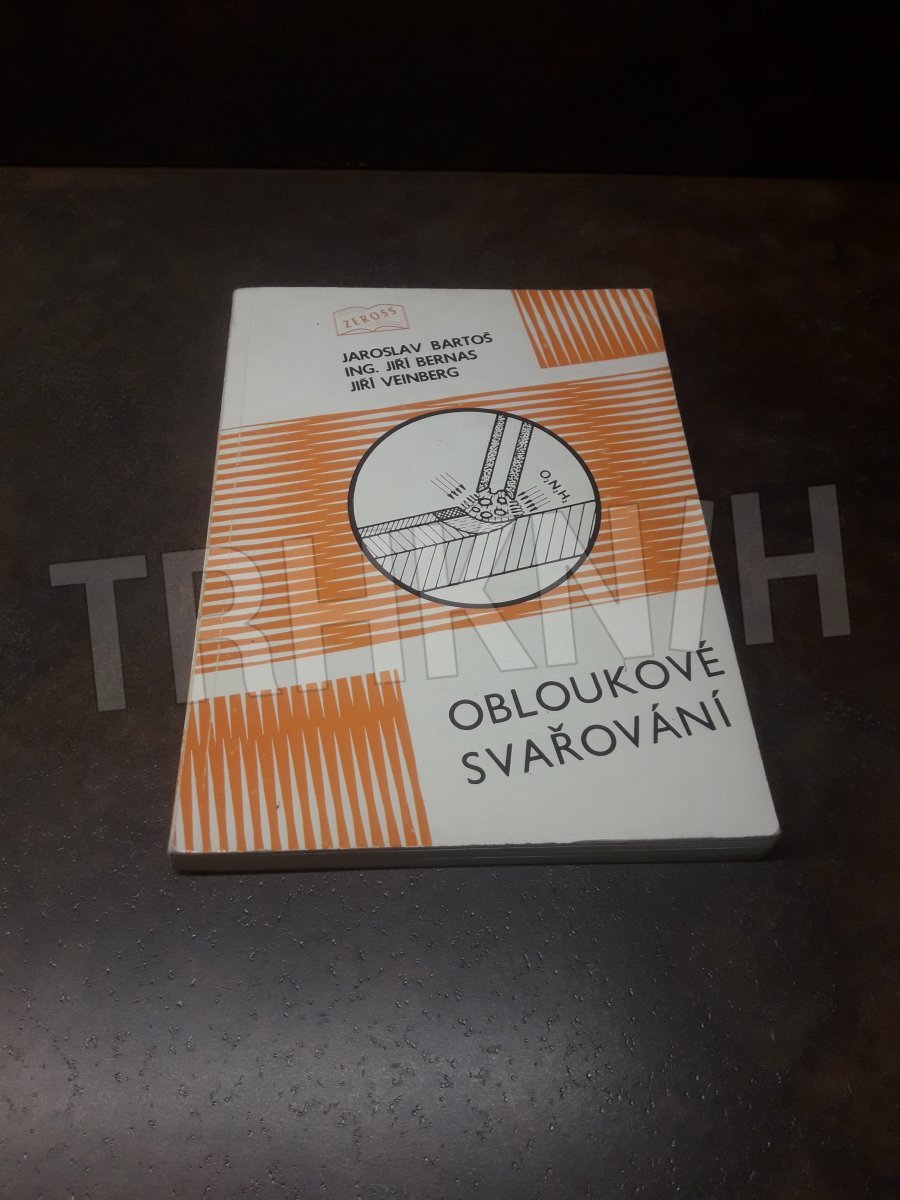 ZEROSS
JAROSLAV BARTOŠ
ING. JIŘÍ BERNAS
JIŘÍ VEINBERG
O, N, H,
OBLOUKOVÉ
SVAŘOVÁNÍ
TRHKNIH